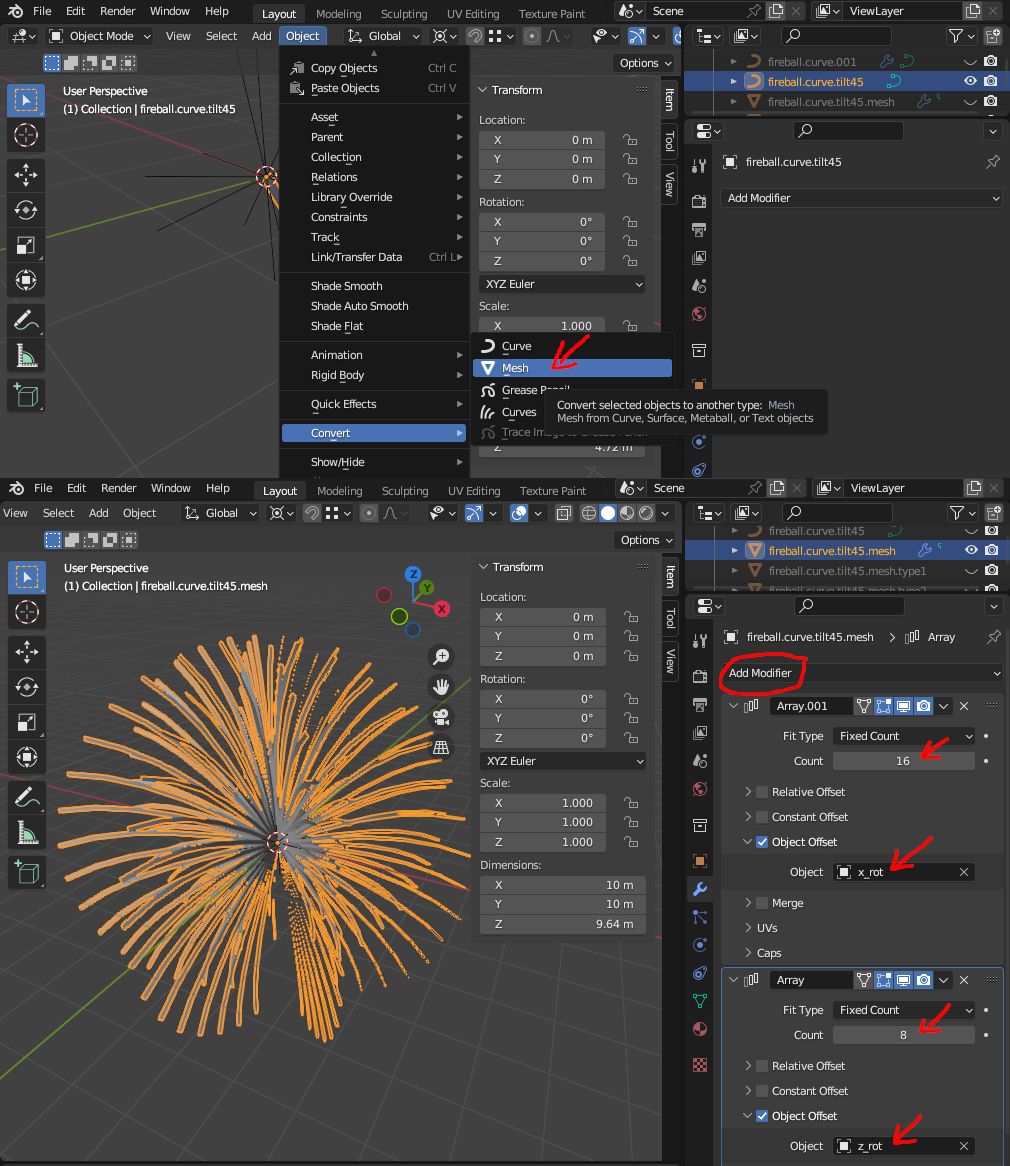 File Edit Render Window Help Layout Modeling Sculpting UV Editing Texture Paint Scene ViewLayer
Object Mode View Select Add Object Global
Options
User Perspective
(1) Collection | fireball.curve.tilt45
Copy Objects Ctrl C
Paste Objects Ctrl V
Asset
Parent
Collection
Relations
Library Override
Constraints
Track
Link/Transfer Data Ctrl L
Shade Smooth
Shade Auto Smooth
Shade Flat
Animation
Rigid Body
Quick Effects
Convert
Show/Hide
Curve
Mesh
Grease Pencil
Curves
Trace Image to Grease Pencil
Convert selected objects to another type: Mesh
Mesh from Curve, Surface, Metaball, or Text objects
Transform
Location:
X 0 m
Y 0 m
Z 0 m
Rotation:
X 0°
Y 0°
Z 0°
XYZ Euler
Scale:
X 1.000
Z 4.72 m
Item
Tool
View
fireball.curve.001
fireball.curve.tilt45
fireball.curve.tilt45.mesh
fireball.curve.tilt45
Add Modifier
File Edit Render Window Help Layout Modeling Sculpting UV Editing Texture Paint Scene ViewLayer
View Select Add Object Global
Options
User Perspective
(1) Collection | fireball.curve.tilt45.mesh
Z
Y
X
Transform
Location:
X 0 m
Y 0 m
Z 0 m
Rotation:
X 0°
Y 0°
Z 0°
XYZ Euler
Scale:
X 1.000
Y 1.000
Z 1.000
Dimensions:
X 10 m
Y 10 m
Z 9.64 m
Item
Tool
View
fireball.curve.tilt45
fireball.curve.tilt45.mesh
fireball.curve.tilt45.mesh.type1
fireball.curve.tilt45.mesh.type2
fireball.curve.tilt45.mesh > Array
Add Modifier
Array.001
Fit Type Fixed Count
Count 16
Relative Offset
Constant Offset
Object Offset
Object x_rot
Merge
UVs
Caps
Array
Fit Type Fixed Count
Count 8
Relative Offset
Constant Offset
Object Offset
Object z_rot